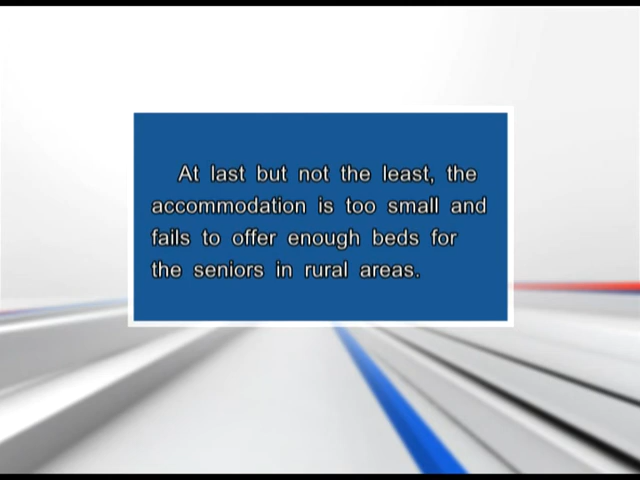 At last but not the least, the
accommodation is too small and
fails to offer enough beds for
the seniors in rural areas.